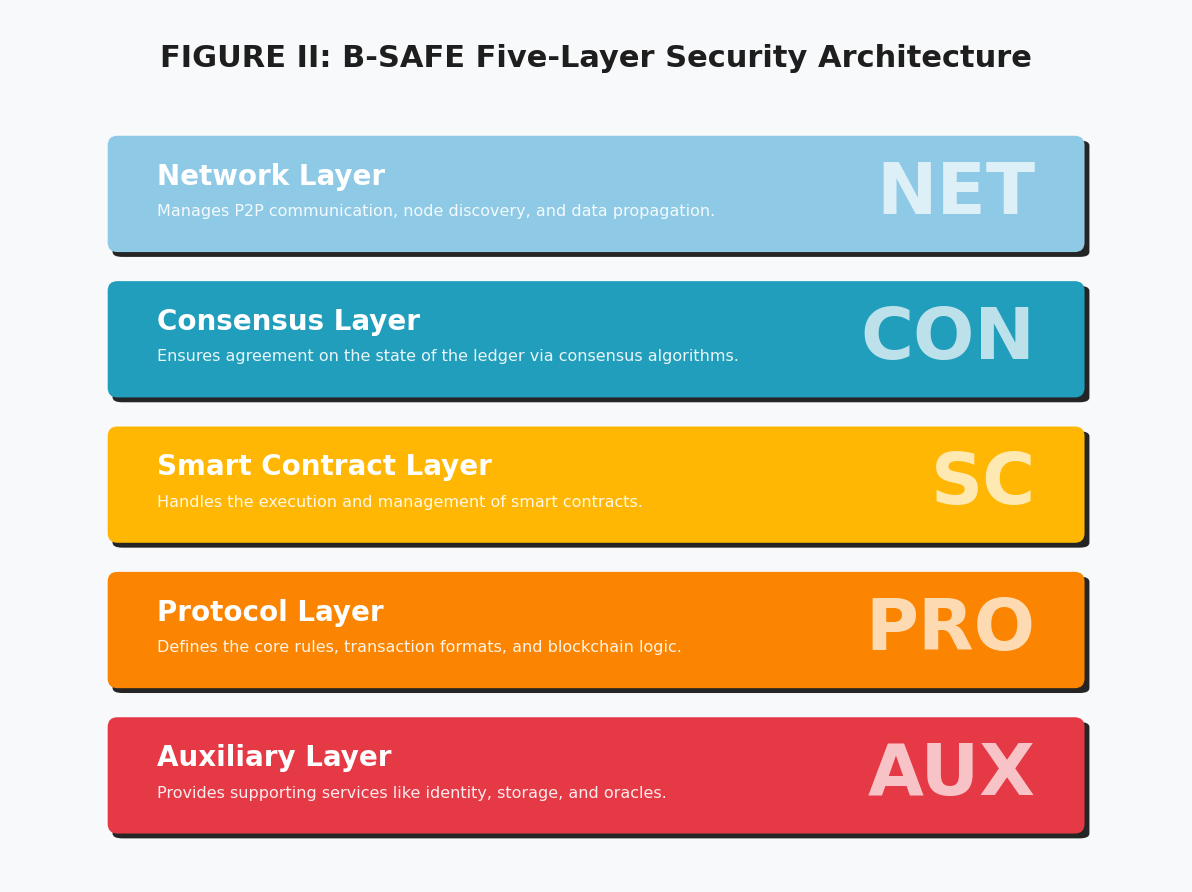 FIGURE II: B-SAFE Five-Layer Security Architecture
Network Layer
Manages P2P communication, node discovery, and data propagation.
NET
Consensus Layer
Ensures agreement on the state of the ledger via consensus algorithms.
CON
Smart Contract Layer
Handles the execution and management of smart contracts.
SC
Protocol Layer
Defines the core rules, transaction formats, and blockchain logic.
PRO
Auxiliary Layer
Provides supporting services like identity, storage, and oracles.
AUX